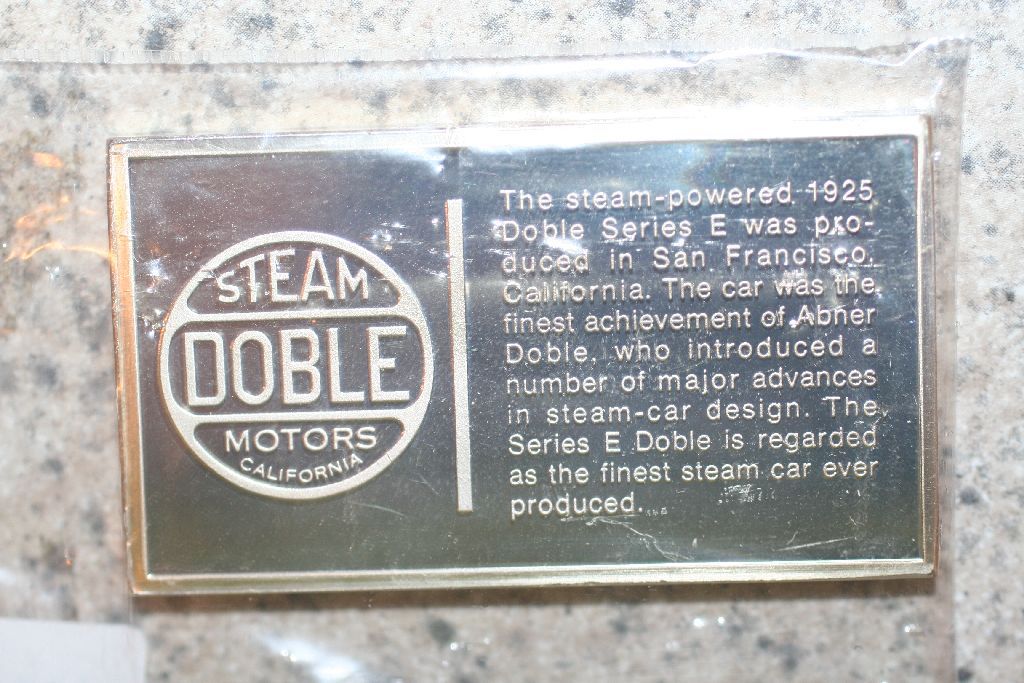 STEAM
DOBLE
MOTORS
CALIFORNIA
The steam-powered 1925
Doble Series E was pro-
duced in San Francisco,
California. The car was the
finest achievement of Abner
Doble, who introduced a
number of major advances
in steam-car design. The
Series E Doble is regarded
as the finest steam car ever
produced.